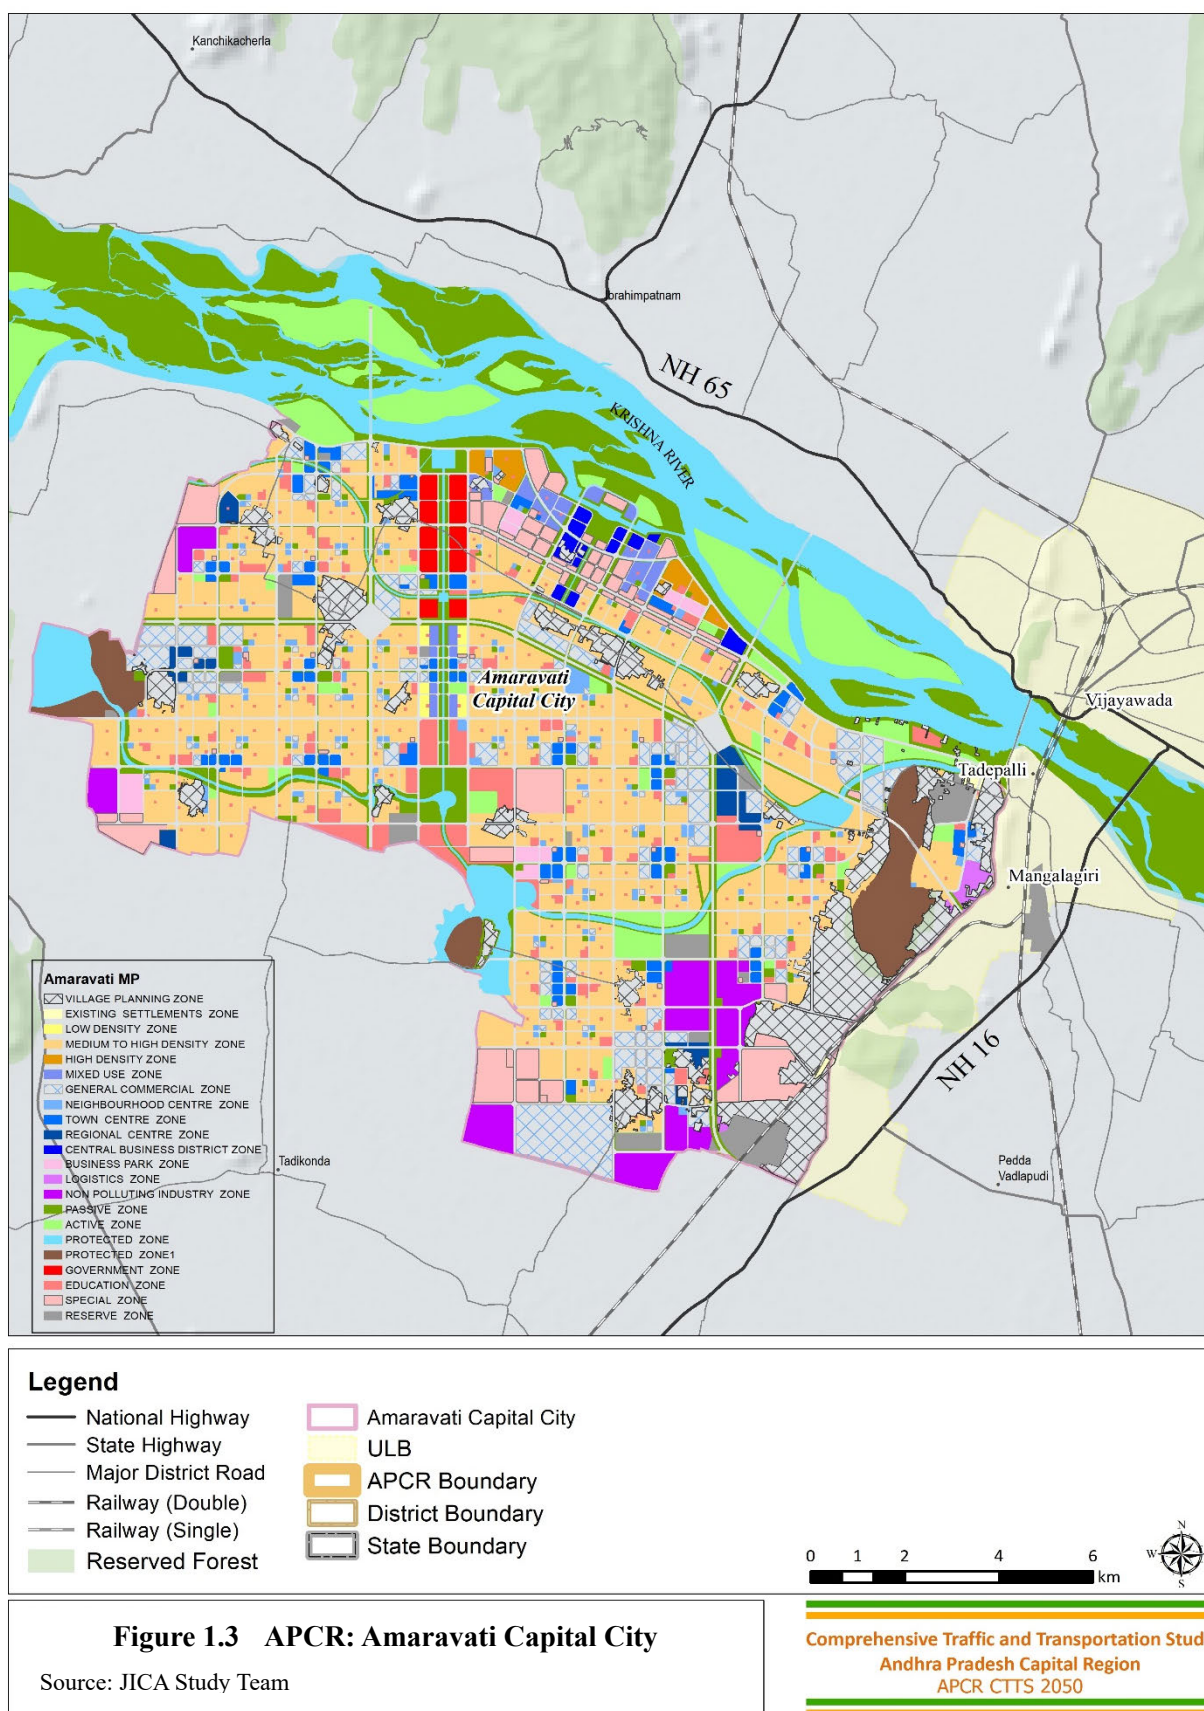 Kanchikacherla
Ibrahimpatnam
NH 65
KRISHNA RIVER
Amaravati
Capital City
Vijayawada
Tadepalli
Mangalagiri
NH 16
Tadikonda
Pedda
Vadlapudi
Amaravati MP
VILLAGE PLANNING ZONE
EXISTING SETTLEMENTS ZONE
LOW DENSITY ZONE
MEDIUM TO HIGH DENSITY ZONE
HIGH DENSITY ZONE
MIXED USE ZONE
GENERAL COMMERCIAL ZONE
NEIGHBOURHOOD CENTRE ZONE
TOWN CENTRE ZONE
REGIONAL CENTRE ZONE
CENTRAL BUSINESS DISTRICT ZONE
BUSINESS PARK ZONE
LOGISTICS ZONE
NON POLLUTING INDUSTRY ZONE
PASSIVE ZONE
ACTIVE ZONE
PROTECTED ZONE
PROTECTED ZONE1
GOVERNMENT ZONE
EDUCATION ZONE
SPECIAL ZONE
RESERVE ZONE
Legend
National Highway
State Highway
Major District Road
Railway (Double)
Railway (Single)
Reserved Forest
Amaravati Capital City
ULB
APCR Boundary
District Boundary
State Boundary
0 1 2 4 6
km
N
W
S
Figure 1.3 APCR: Amaravati Capital City
Source: JICA Study Team
Comprehensive Traffic and Transportation Stud
Andhra Pradesh Capital Region
APCR CTTS 2050